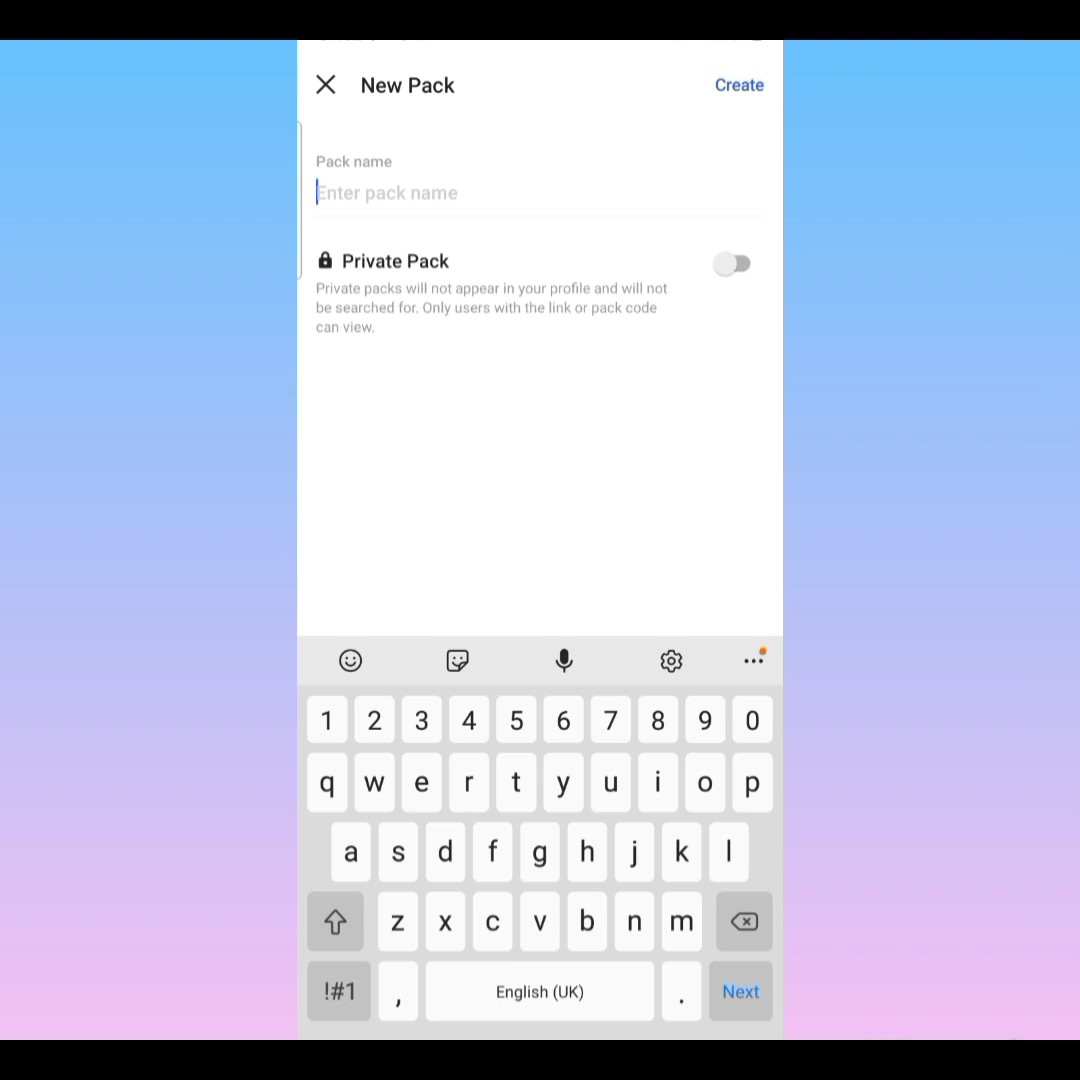 New Pack
Create
Pack name
Enter pack name
Private Pack
Private packs will not appear in your profile and will not
be searched for. Only users with the link or pack code
can view.
1 2 3 4 5 6 7 8 9 0
q w e r t y u i o p
a s d f g h j k l
z x c v b n m
!#1 , English (UK) . Next